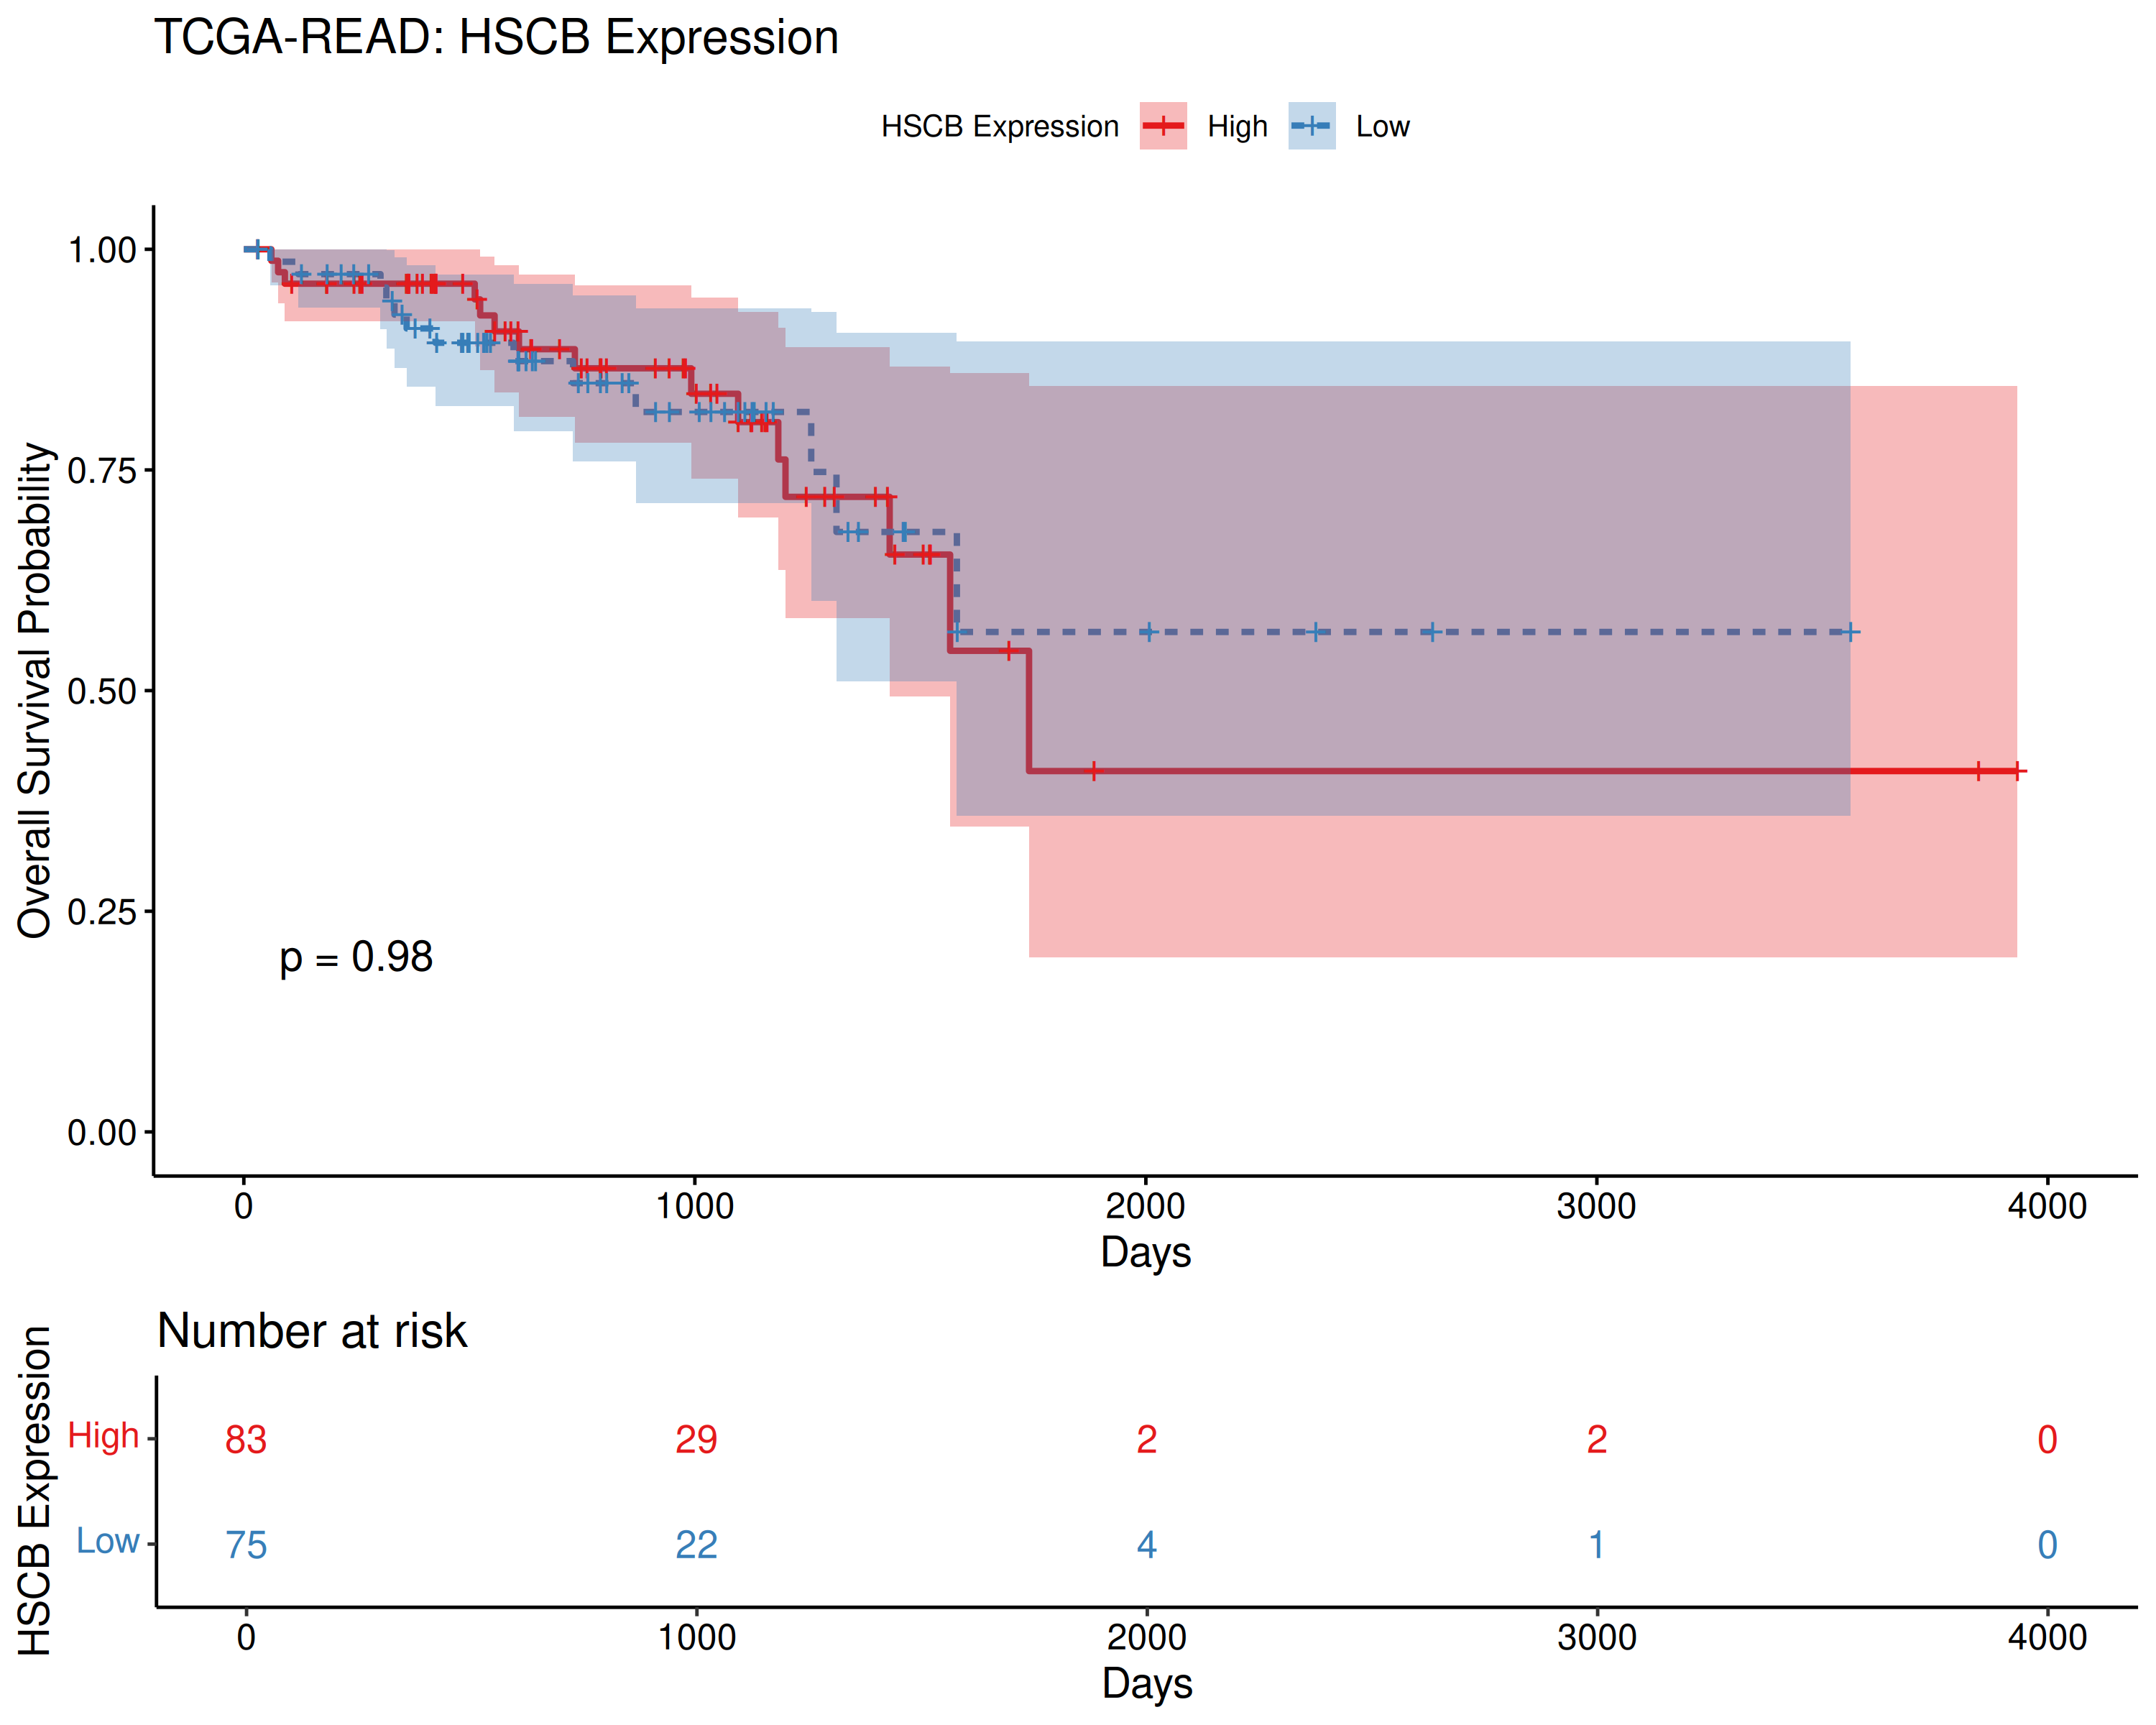 TCGA-READ: HSCB Expression
HSCB Expression High Low
Overall Survival Probability
1.00
0.75
0.50
0.25
0.00
p = 0.98
0 1000 2000 3000 4000
Days
Number at risk
HSCB Expression
High 83 29 2 2 0
Low 75 22 4 1 0
0 1000 2000 3000 4000
Days